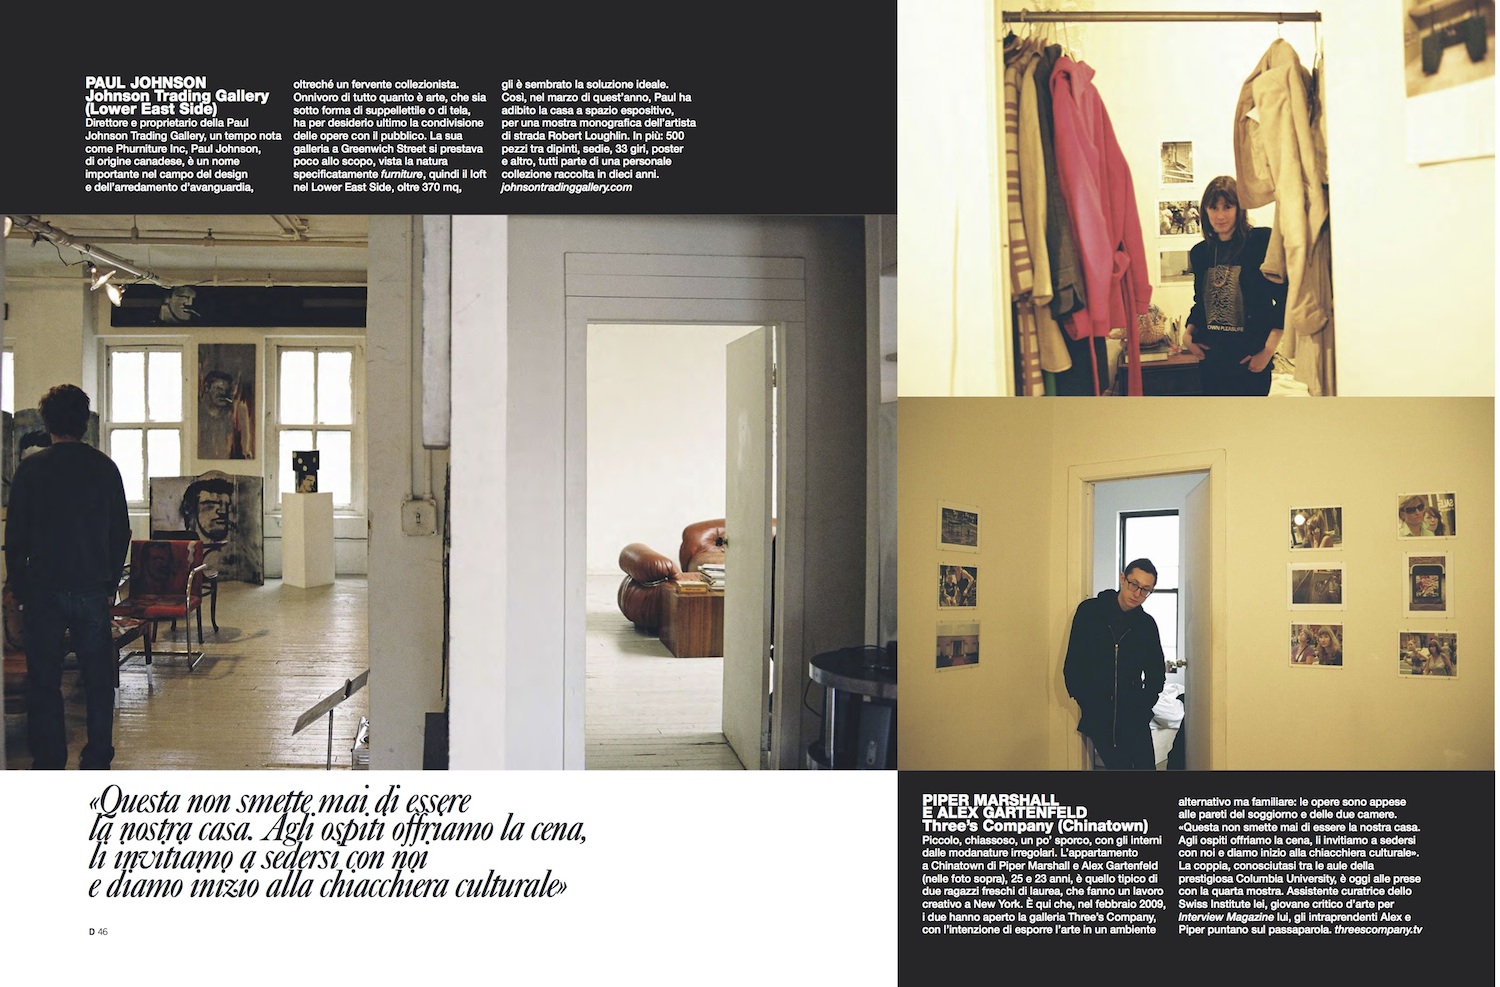 PAUL JOHNSON
Johnson Trading Gallery
(Lower East Side)
Direttore e proprietario della Paul
Johnson Trading Gallery, un tempo nota
come Phurniture Inc, Paul Johnson,
di origine canadese, è un nome
importante nel campo del design
e dell'arredamento d'avanguardia,
oltreché un fervente collezionista.
Onnivoro di tutto quanto è arte, che sia
sotto forma di suppellettile o di tela,
ha per desiderio ultimo la condivisione
delle opere con il pubblico. La sua
galleria a Greenwich Street si prestava
poco allo scopo, vista la natura
specificatamente furniture, quindi il loft
nel Lower East Side, oltre 370 mq,
gli è sembrato la soluzione ideale.
Così, nel marzo di quest'anno, Paul ha
adibito la casa a spazio espositivo,
per una mostra monografica dell'artista
di strada Robert Loughlin. In più: 500
pezzi tra dipinti, sedie, 33 giri, poster
e altro, tutti parte di una personale
collezione raccolta in dieci anni.
johnsontradinggallery.com
OWN PLEASURE
«Questa non smette mai di essere
la nostra casa. Agli ospiti offriamo la cena,
li invitiamo a sedersi con noi
e diamo inizio alla chiacchiera culturale»
D 46
PIPER MARSHALL
E ALEX GARTENFELD
Three's Company (Chinatown)
Piccolo, chiassoso, un po' sporco, con gli interni
dalle modanature irregolari. L'appartamento
a Chinatown di Piper Marshall e Alex Gartenfeld
(nelle foto sopra), 25 e 23 anni, è quello tipico di
due ragazzi freschi di laurea, che fanno un lavoro
creativo a New York. È qui che, nel febbraio 2009,
i due hanno aperto la galleria Three's Company,
con l'intenzione di esporre l'arte in un ambiente
alternativo ma familiare: le opere sono appese
alle pareti del soggiorno e delle due camere.
«Questa non smette mai di essere la nostra casa.
Agli ospiti offriamo la cena, li invitiamo a sedersi
con noi e diamo inizio alla chiacchiera culturale».
La coppia, conosciutasi tra le aule della
prestigiosa Columbia University, è oggi alle prese
con la quarta mostra. Assistente curatrice dello
Swiss Institute lei, giovane critico d'arte per
Interview Magazine lui, gli intraprendenti Alex e
Piper puntano sul passaparola. threescompany.tv